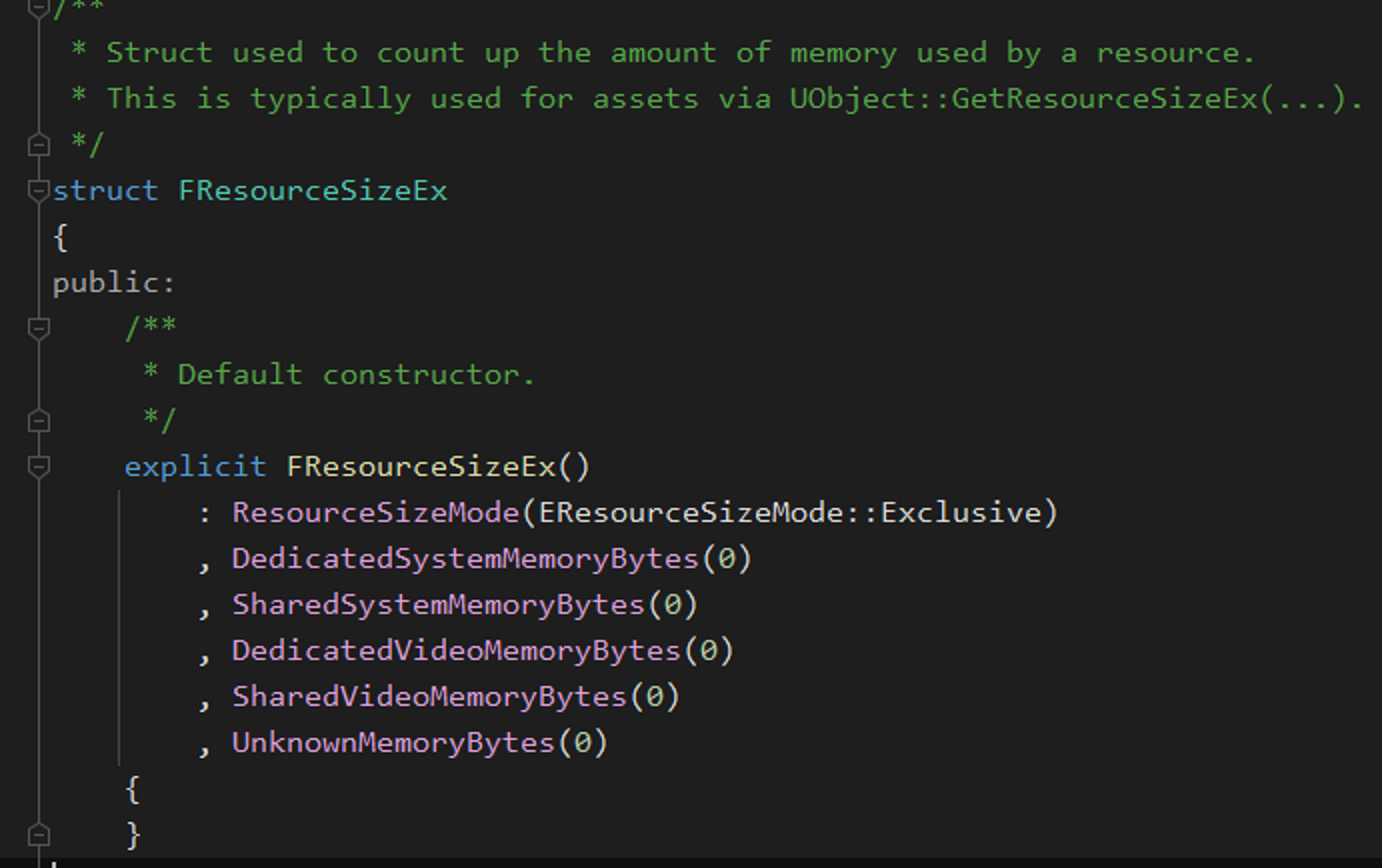 /**
 * Struct used to count up the amount of memory used by a resource.
 * This is typically used for assets via UObject::GetResourceSizeEx(...).
 */
struct FResourceSizeEx
{
public:
    /**
     * Default constructor.
     */
    explicit FResourceSizeEx()
        : ResourceSizeMode(EResourceSizeMode::Exclusive)
        , DedicatedSystemMemoryBytes(0)
        , SharedSystemMemoryBytes(0)
        , DedicatedVideoMemoryBytes(0)
        , SharedVideoMemoryBytes(0)
        , UnknownMemoryBytes(0)
    {
    }